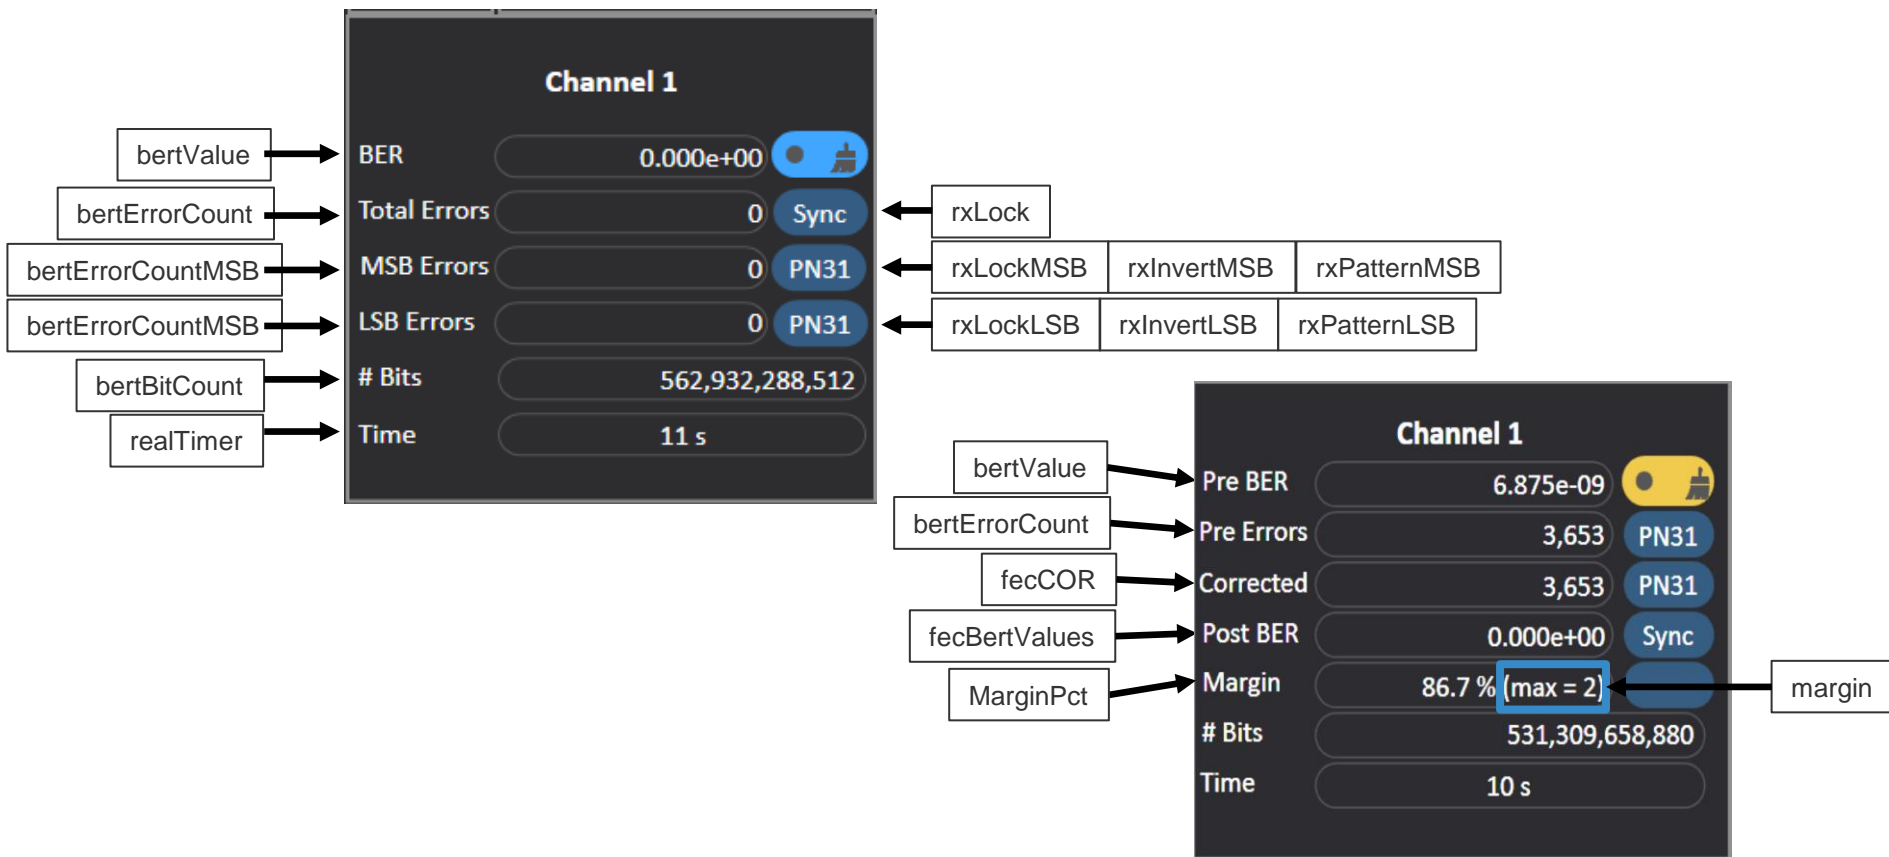 Channel 1
bertValue
BER
0.000e+00
bertErrorCount
Total Errors
0
Sync
rxLock
bertErrorCountMSB
MSB Errors
0
PN31
rxLockMSB
rxInvertMSB
rxPatternMSB
bertErrorCountMSB
LSB Errors
0
PN31
rxLockLSB
rxInvertLSB
rxPatternLSB
bertBitCount
# Bits
562,932,288,512
realTimer
Time
11 s
Channel 1
bertValue
Pre BER
6.875e-09
bertErrorCount
Pre Errors
3,653
PN31
fecCOR
Corrected
3,653
PN31
fecBertValues
Post BER
0.000e+00
Sync
MarginPct
Margin
86.7 % (max = 2)
margin
# Bits
531,309,658,880
Time
10 s